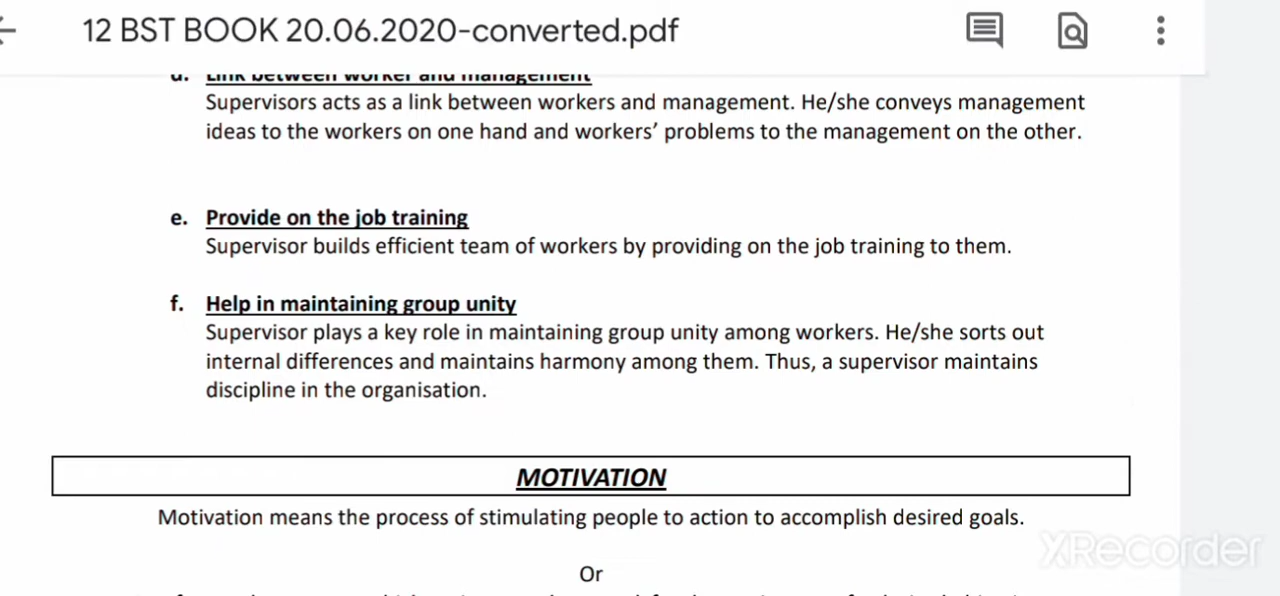 12 BST BOOK 20.06.2020-converted.pdf
d. Link between worker and management
Supervisors acts as a link between workers and management. He/she conveys management
ideas to the workers on one hand and workers’ problems to the management on the other.
e. Provide on the job training
Supervisor builds efficient team of workers by providing on the job training to them.
f. Help in maintaining group unity
Supervisor plays a key role in maintaining group unity among workers. He/she sorts out
internal differences and maintains harmony among them. Thus, a supervisor maintains
discipline in the organisation.
MOTIVATION
Motivation means the process of stimulating people to action to accomplish desired goals.
XRecorder
Or